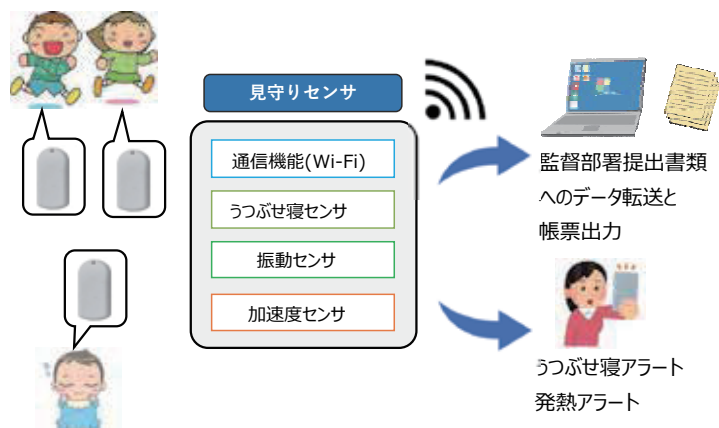 見守りセンサ
通信機能(Wi-Fi)
うつぶせ寝センサ
振動センサ
加速度センサ
監督部署提出書類
へのデータ転送と
帳票出力
うつぶせ寝アラート
発熱アラート